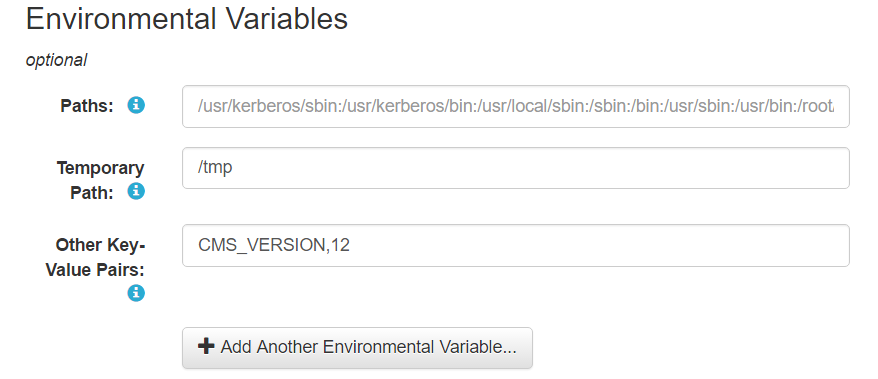 Environmental Variables
optional
Paths:
/usr/kerberos/sbin:/usr/kerberos/bin:/usr/local/sbin:/sbin:/bin:/usr/sbin:/usr/bin:/root/
Temporary
Path:
/tmp
Other Key-
Value Pairs:
CMS_VERSION,12
Add Another Environmental Variable...